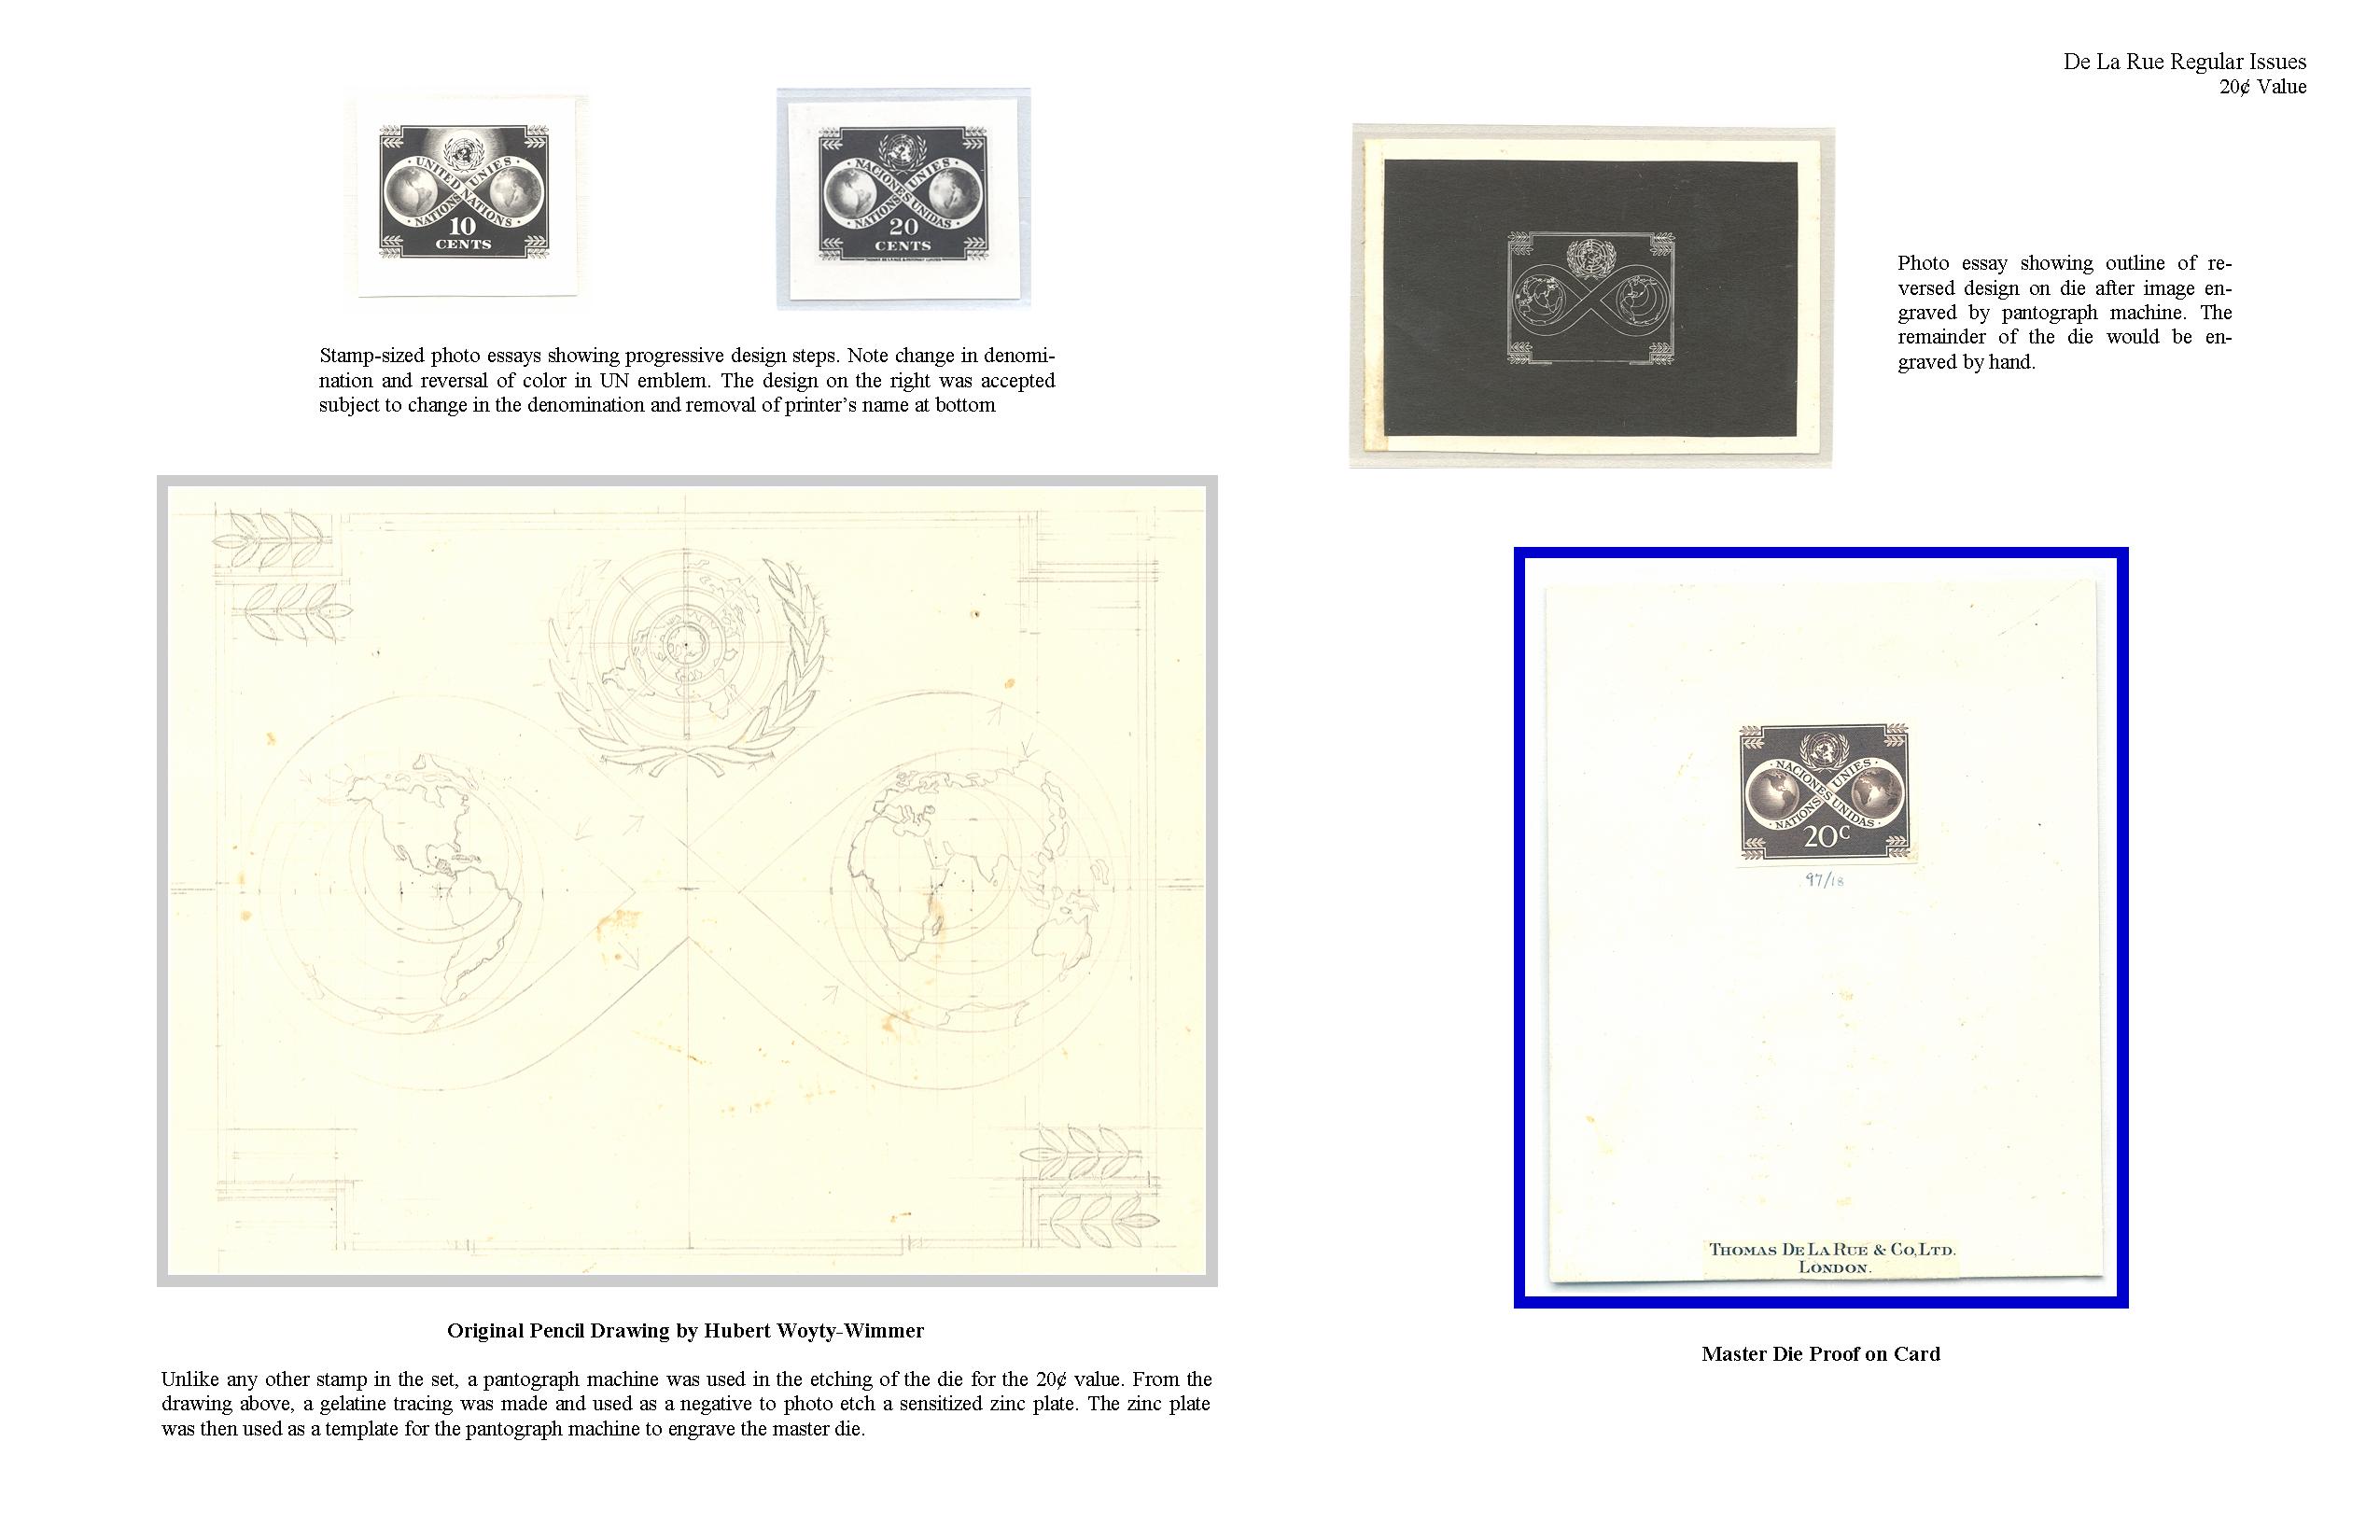 De La Rue Regular Issues
20¢ Value
UNITED NATIONS
NATIONS UNIES
10
CENTS
NACIONES UNIDAS
NATIONS UNIES
20
CENTS
Stamp-sized photo essays showing progressive design steps. Note change in denomi-
nation and reversal of color in UN emblem. The design on the right was accepted
subject to change in the denomination and removal of printer’s name at bottom
Photo essay showing outline of re-
versed design on die after image en-
graved by pantograph machine. The
remainder of the die would be en-
graved by hand.
Original Pencil Drawing by Hubert Woyty-Wimmer
Unlike any other stamp in the set, a pantograph machine was used in the etching of the die for the 20¢ value. From the
drawing above, a gelatine tracing was made and used as a negative to photo etch a sensitized zinc plate. The zinc plate
was then used as a template for the pantograph machine to engrave the master die.
NACIONES UNIDAS
NATIONS UNIES
20c
97/18
THOMAS DE LA RUE & CO, LTD.
LONDON.
Master Die Proof on Card